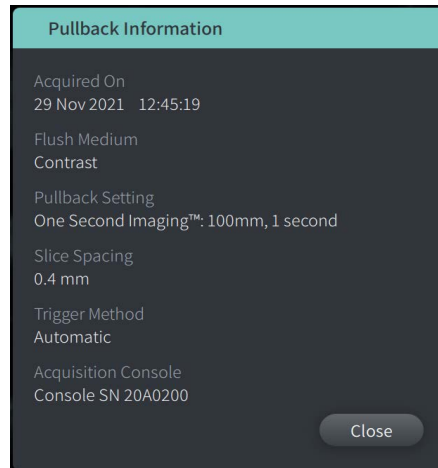 Pullback Information
Acquired On
29 Nov 2021 12:45:19
Flush Medium
Contrast
Pullback Setting
One Second Imaging™: 100mm, 1 second
Slice Spacing
0.4 mm
Trigger Method
Automatic
Acquisition Console
Console SN 20A0200
Close